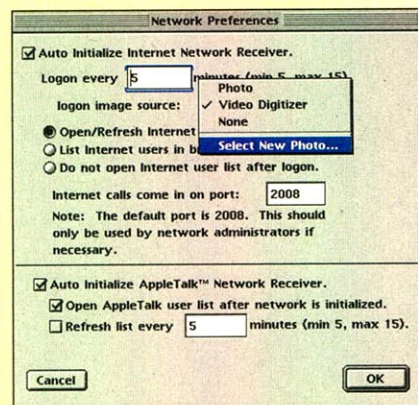 Network Preferences
Auto Initialize Internet Network Receiver.
Logon every 5 minutes (min 5, max 15)
Photo
logon image source: ✓ Video Digitizer
None
Open/Refresh Internet
Select New Photo...
List Internet users in b
Do not open Internet user list after logon.
Internet calls come in on port: 2008
Note: The default port is 2008. This should
only be used by network administrators if
necessary.
Auto Initialize AppleTalk™ Network Receiver.
Open AppleTalk user list after network is initialized.
Refresh list every 5 minutes (min 5, max 15).
Cancel OK